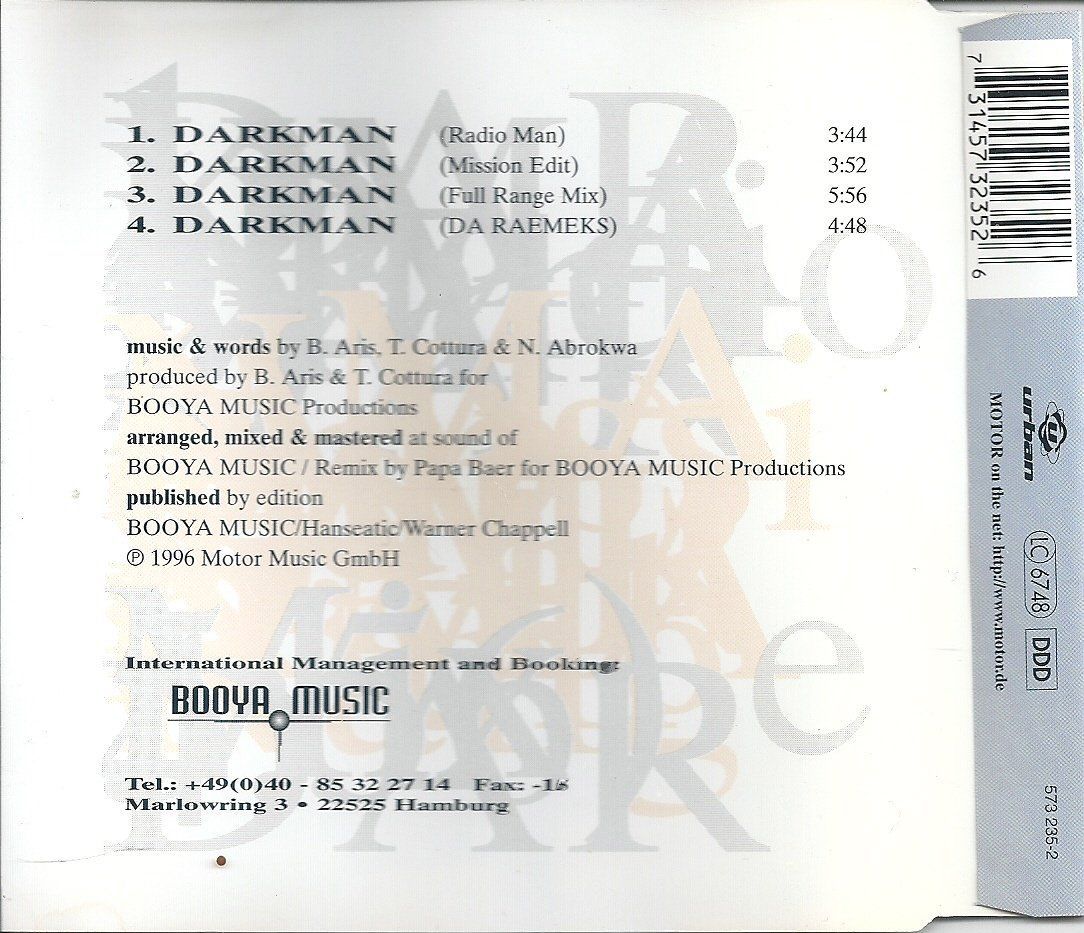 1. DARKMAN (Radio Man) 3:44
2. DARKMAN (Mission Edit) 3:52
3. DARKMAN (Full Range Mix) 5:56
4. DARKMAN (DA RAEMEKS) 4:48
music & words by B. Aris, T. Cottura & N. Abrokwa
produced by B. Aris & T. Cottura for
BOOYA MUSIC Productions
arranged, mixed & mastered at sound of
BOOYA MUSIC / Remix by Papa Baer for BOOYA MUSIC Productions
published by edition
BOOYA MUSIC/Hanseatic/Warner Chappell
℗ 1996 Motor Music GmbH
International Management and Booking:
BOOYA MUSIC
Tel.: +49(0)40 - 85 32 27 14 Fax:
Marlowring 3 • 22525 Hamburg
7 31457 32352 6
urban
MOTOR on the net: http://www.motor.de
LC 6748
DDD
573 235-2